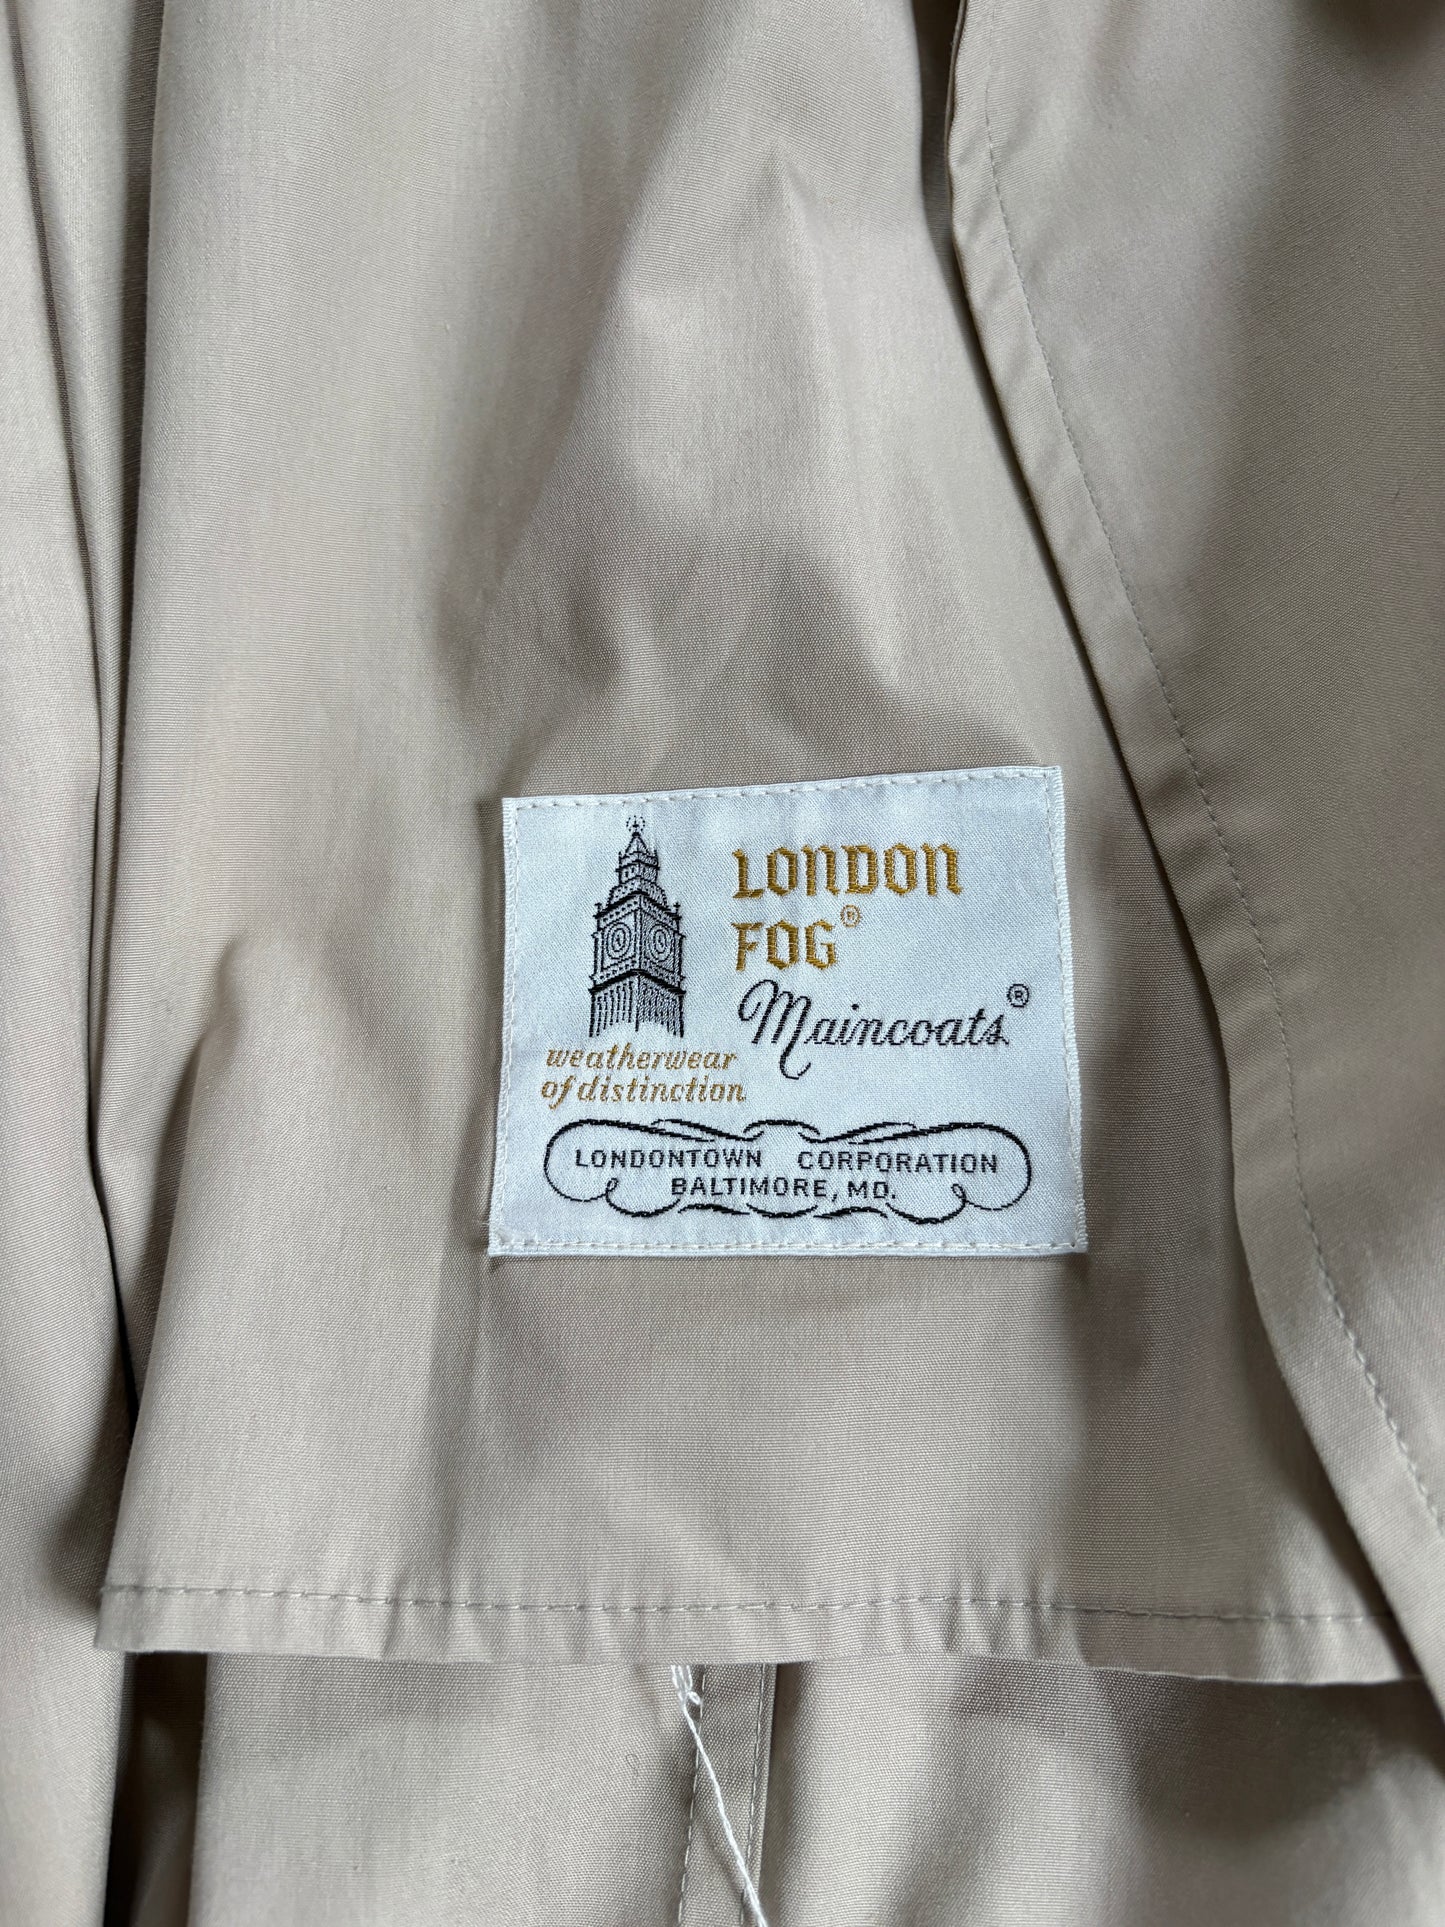 LONDON
FOG®
Maincoats®
weatherwear
of distinction
LONDONTOWN CORPORATION
BALTIMORE, MD.